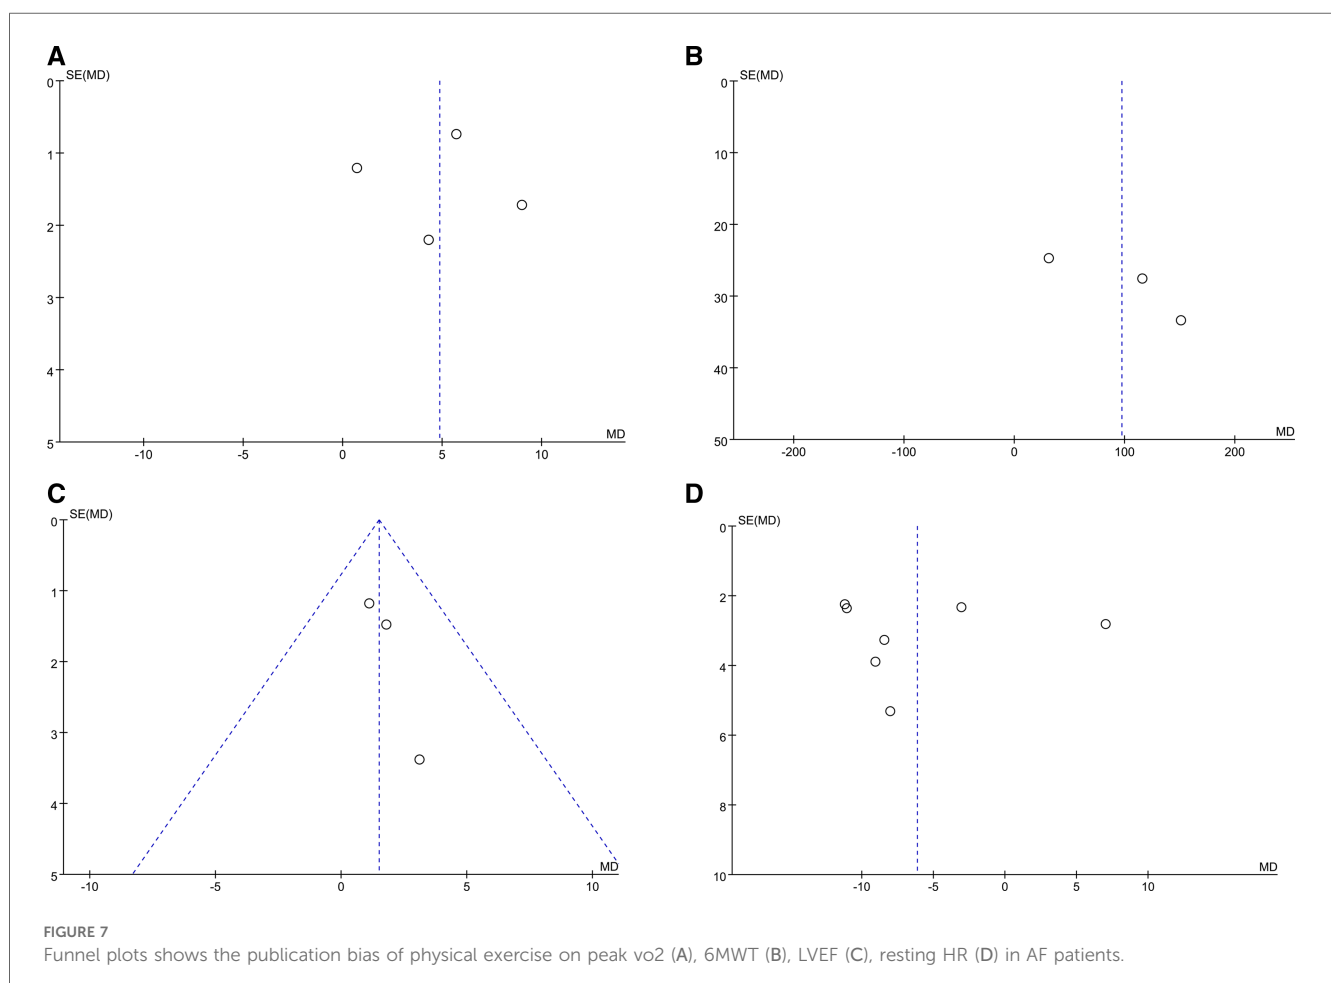 A
SE(MD)
0
1
2
3
4
5
-10 -5 0 5 10
MD
B
SE(MD)
0
10
20
30
40
50
-200 -100 0 100 200
MD
C
SE(MD)
0
1
2
3
4
5
-10 -5 0 5 10
MD
D
SE(MD)
0
2
4
6
8
10
-10 -5 0 5 10
MD
FIGURE 7
Funnel plots shows the publication bias of physical exercise on peak vo2 (A), 6MWT (B), LVEF (C), resting HR (D) in AF patients.